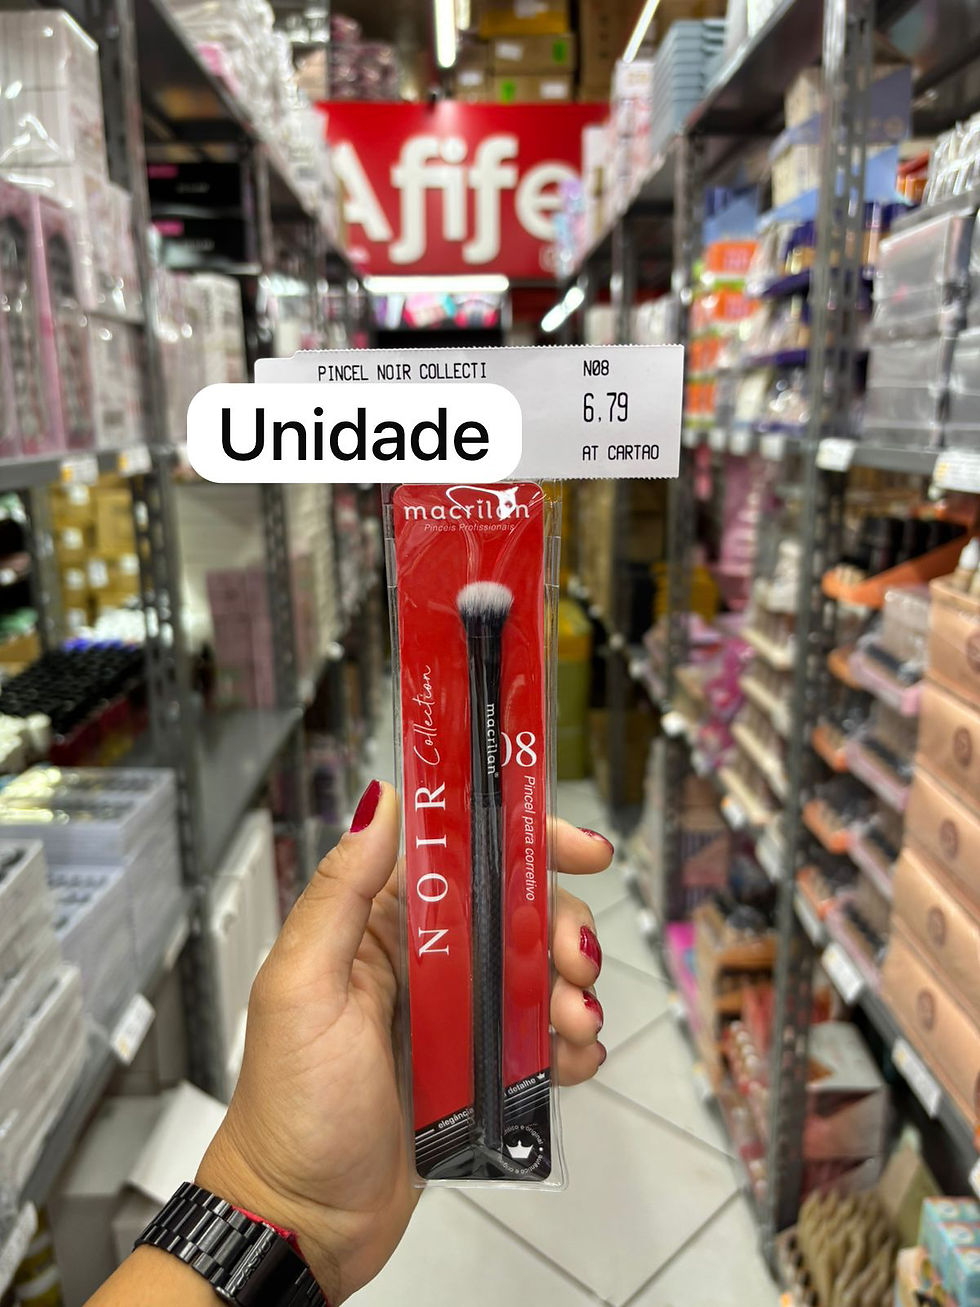 Afife
PINCEL NOIR COLLECTI
N08
6,79
AT CARTAO
Unidade
macrilan
Pincéis Profissionais
NOIR Collection
macrilan
08
Pincel para corretivo
detalhe